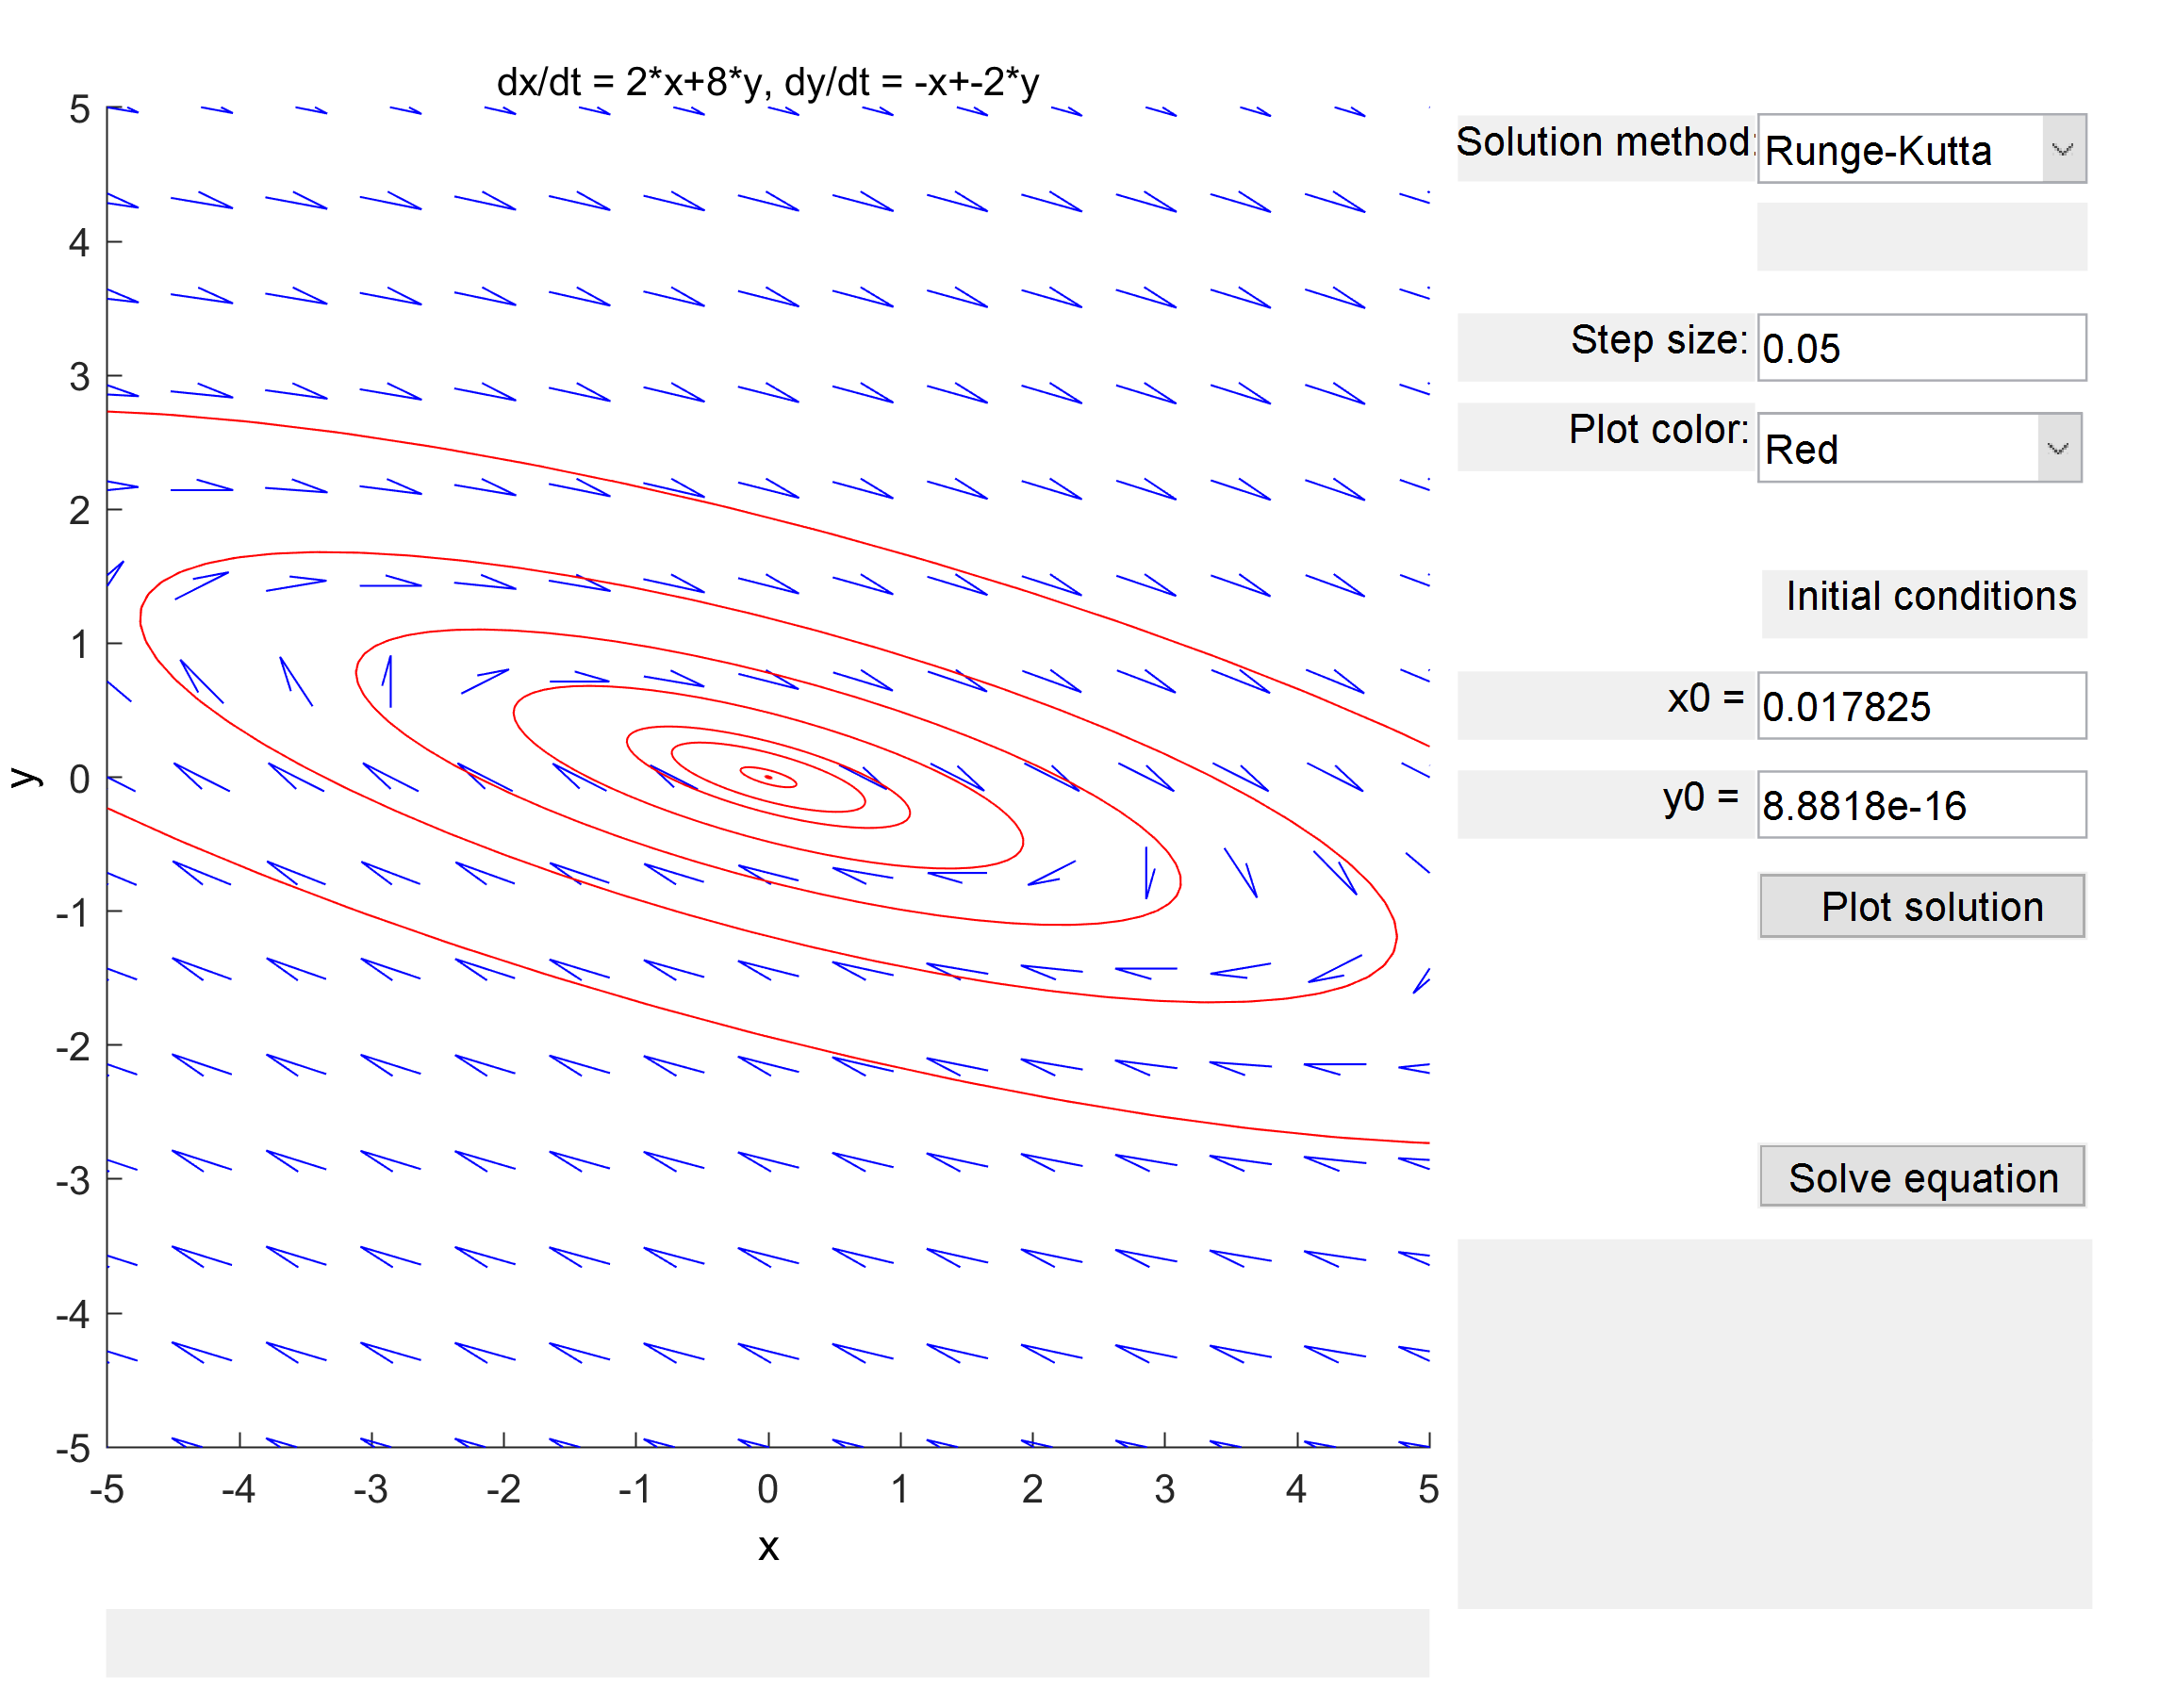 dx/dt = 2*x+8*y, dy/dt = -x+-2*y
5
4
3
2
1
0
-1
-2
-3
-4
-5
y
-5 -4 -3 -2 -1 0 1 2 3 4 5
x
Solution method: Runge-Kutta
Step size: 0.05
Plot color: Red
Initial conditions
x0 = 0.017825
y0 = 8.8818e-16
Plot solution
Solve equation